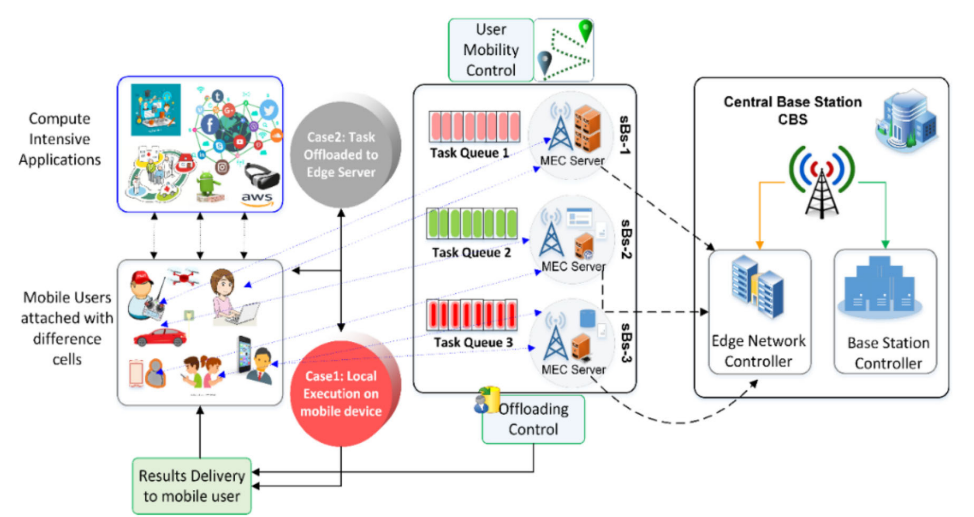 User
Mobility
Control
Compute
Intensive
Applications
aws
Case2: Task
Offloaded to
Edge Server
Task Queue 1
MEC Server
sBs-1
Task Queue 2
MEC Server
sBs-2
Task Queue 3
MEC Server
sBs-3
Central Base Station
CBS
Edge Network
Controller
Base Station
Controller
Mobile Users
attached with
difference
cells
Case1: Local
Execution on
mobile device
Offloading
Control
Results Delivery
to mobile user